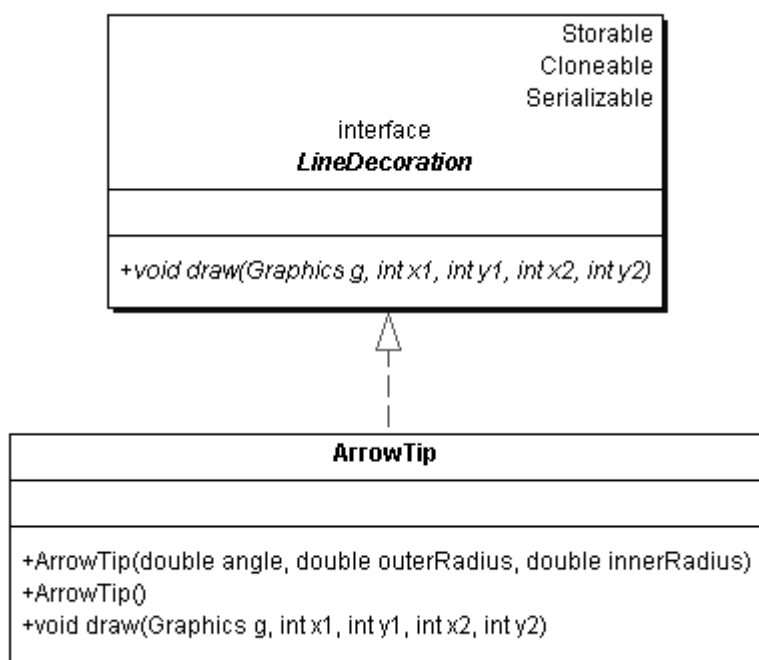 Storable
Cloneable
Serializable
interface
LineDecoration
+void draw(Graphics g, int x1, int y1, int x2, int y2)
ArrowTip
+ArrowTip(double angle, double outerRadius, double innerRadius)
+ArrowTip()
+void draw(Graphics g, int x1, int y1, int x2, int y2)